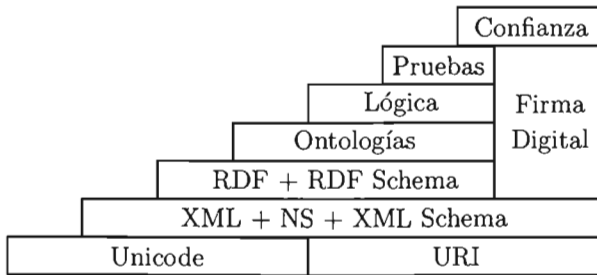 Confianza
Pruebas
Lógica
Firma
Digital
Ontologías
RDF + RDF Schema
XML + NS + XML Schema
Unicode
URI